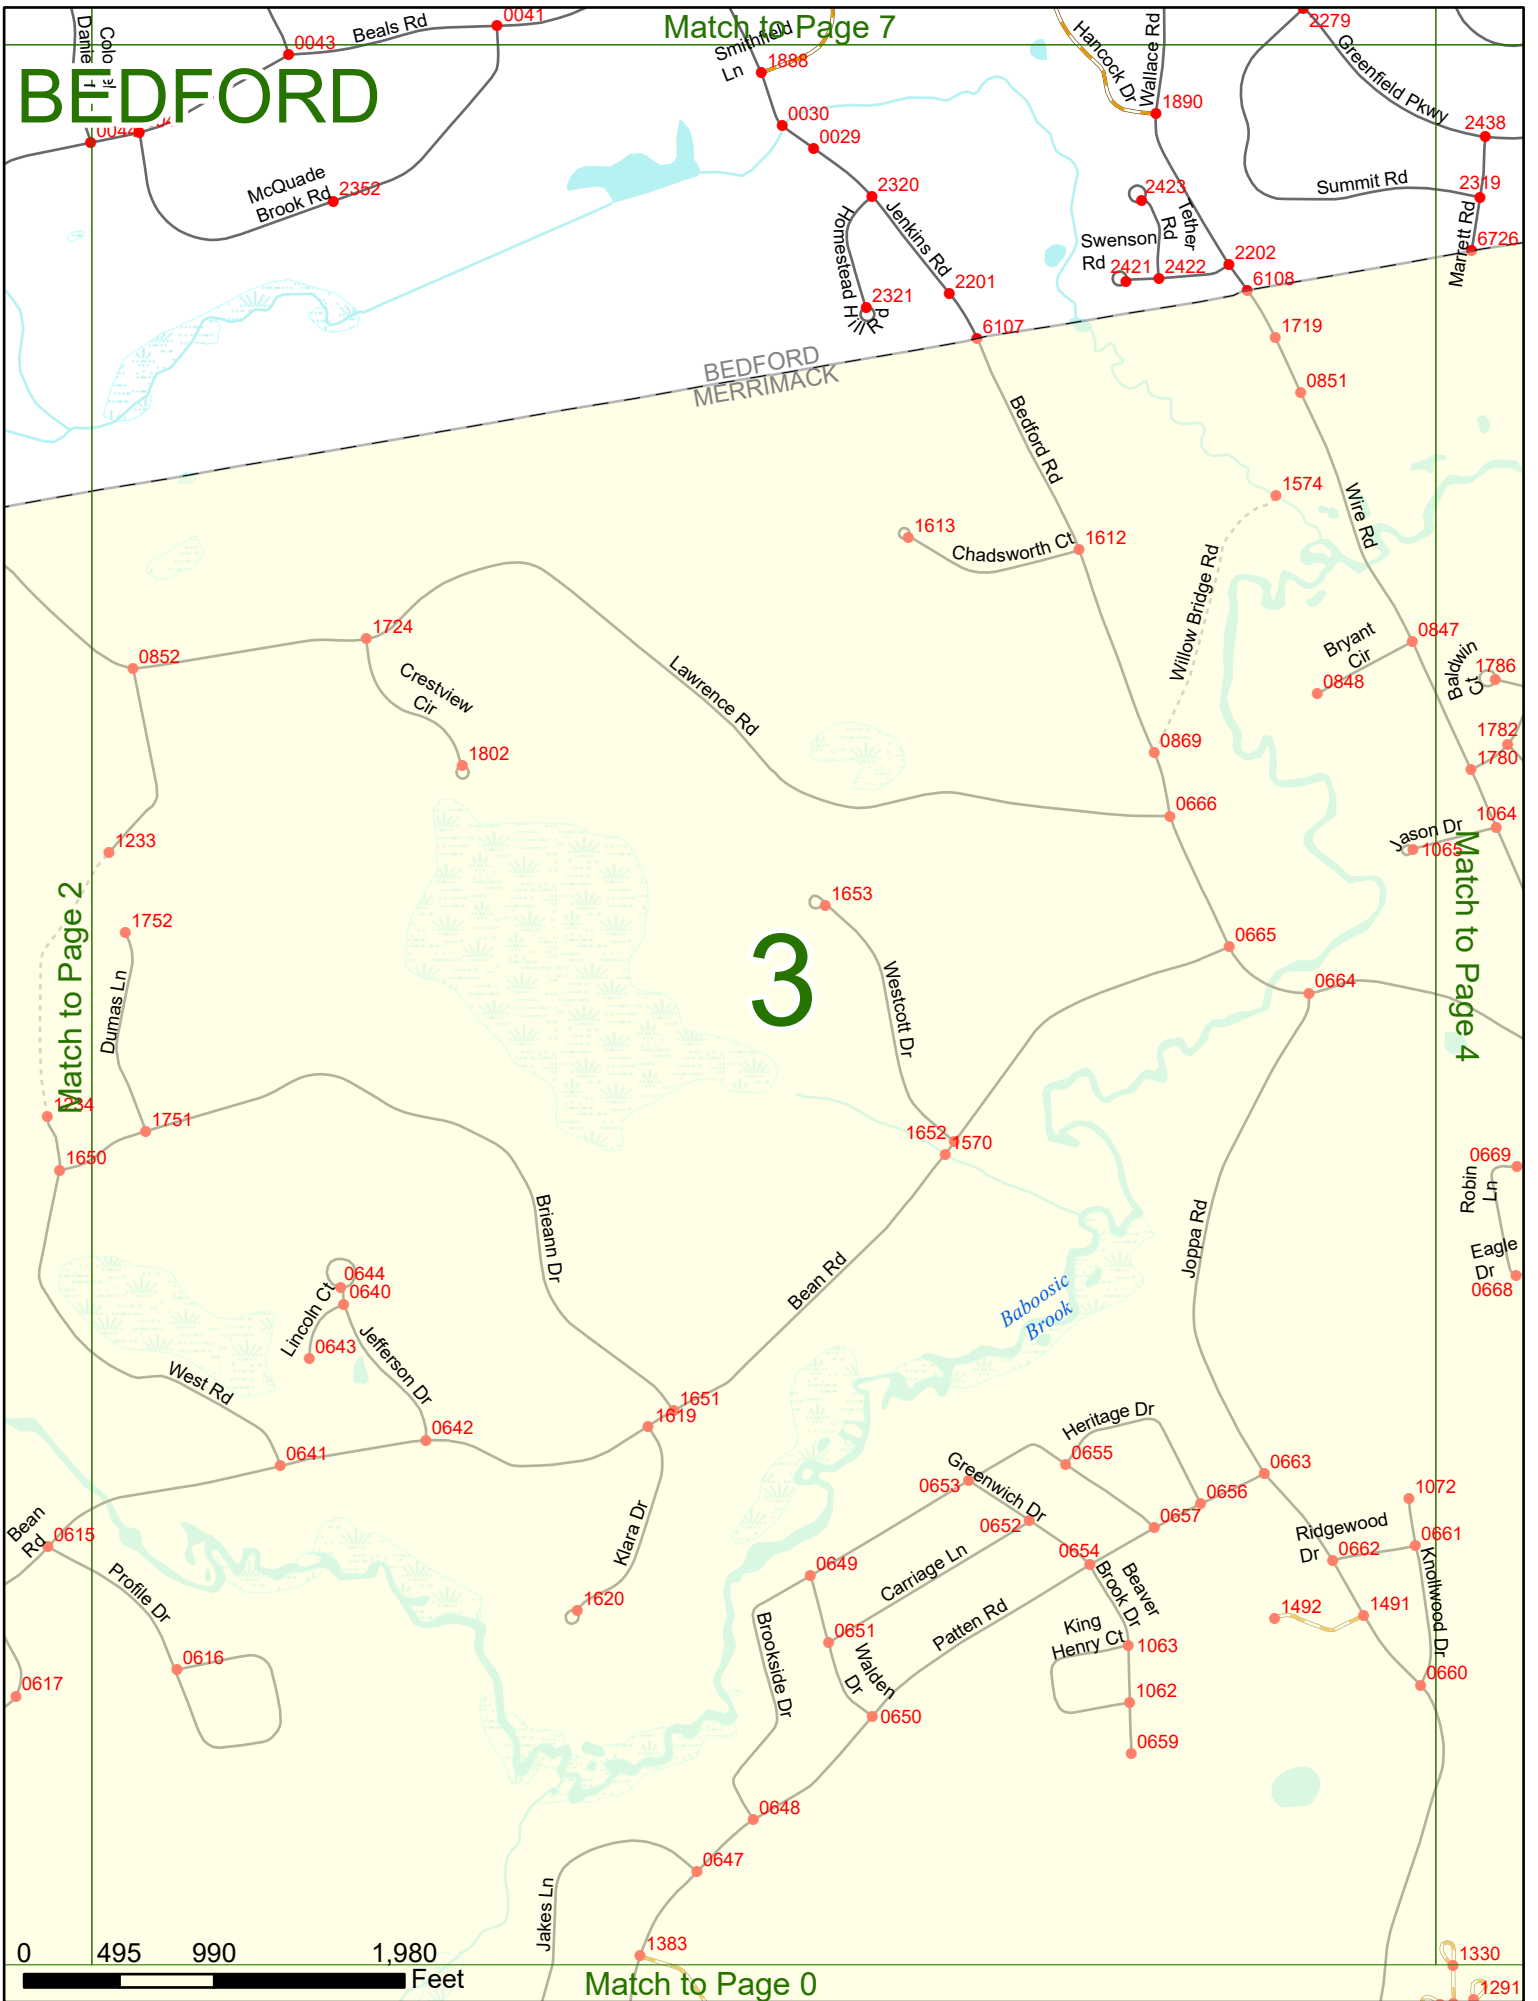 Match to Page 7
BEDFORD
Daniel
Beals Rd
0043
0041
Smithfield
Ln
1888
Hancock Dr
Wallace Rd
1890
2279
Greenfield Pkwy
2438
0030
0029
McQuade
Brook Rd
2352
2320
Jenkins Rd
Homestead Hill
Rd
2321
2201
2423
Tether
Rd
Swenson
Rd
2421
2422
2202
6108
Summit Rd
2319
Marrett Rd
6726
6107
BEDFORD
MERRIMACK
1719
0851
Bedford Rd
1574
Wire Rd
1613
Chadsworth Ct
1612
Willow Bridge Rd
1724
0852
Crestview
Cir
1802
Lawrence Rd
Bryant
Cir
0847
0848
Baldwin
Ct
1786
1782
1780
0869
0666
1064
Jason Dr
1065
1233
Match to Page 2
1752
Dumas Ln
1653
3
Westcott Dr
0665
0664
Match to Page 4
1234
1751
1650
1652
1570
0669
Robin
Ln
Eagle
Dr
0668
Brieann Dr
Joppa Rd
Bean Rd
Baboosic
Brook
0644
0640
Lincoln Ct
0643
Jefferson Dr
West Rd
1651
1619
0642
0641
Heritage Dr
0655
0663
Greenwich Dr
0653
0656
1072
0652
0657
Bean
Rd
0615
Klara Dr
Ridgewood
Dr
0662
0661
0654
0649
Carriage Ln
Beaver
Brook Dr
Knollwood Dr
Profile Dr
1620
1492
1491
Patten Rd
King
Henry Ct
1063
0651
Walden
Dr
Brookside Dr
0616
0617
0660
1062
0650
0659
0648
0647
Jakes Ln
1383
0 495 990 1,980
Feet
Match to Page 0
1330
1291